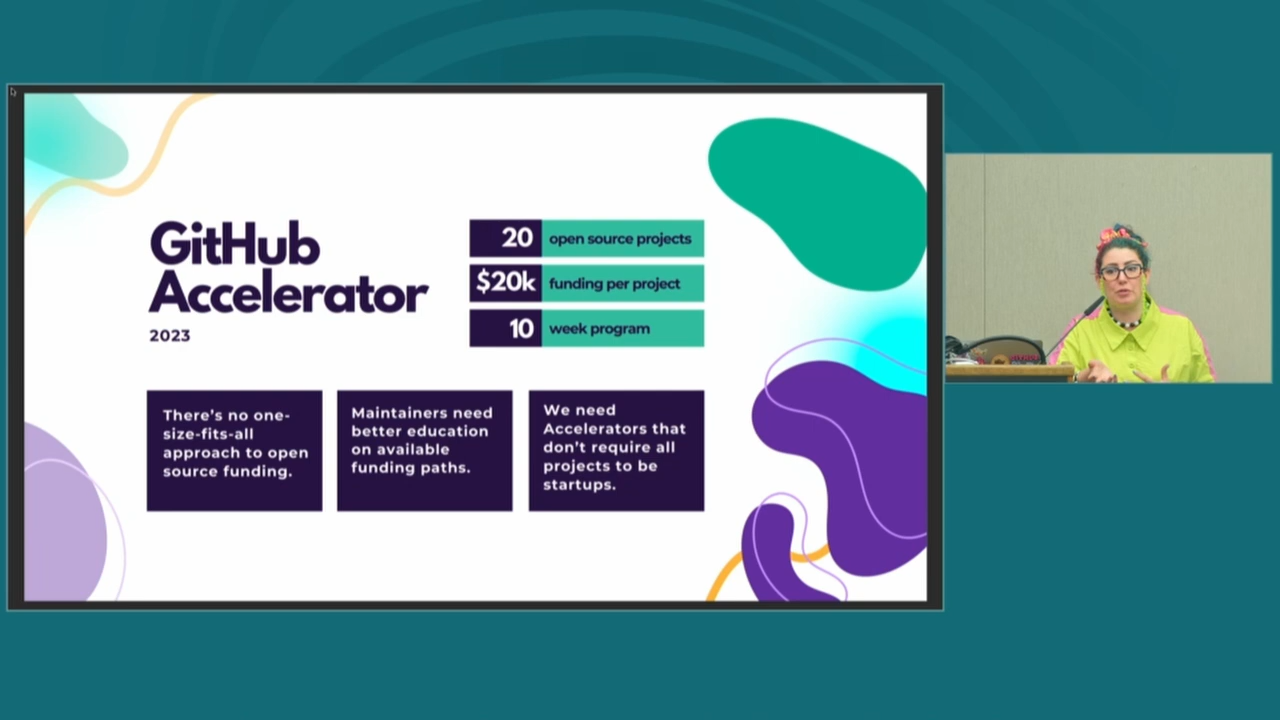 GitHub
Accelerator
2023
20 open source projects
$20k funding per project
10 week program
There's no one-
size-fits-all
approach to open
source funding.
Maintainers need
better education
on available
funding paths.
We need
Accelerators that
don't require all
projects to be
startups.